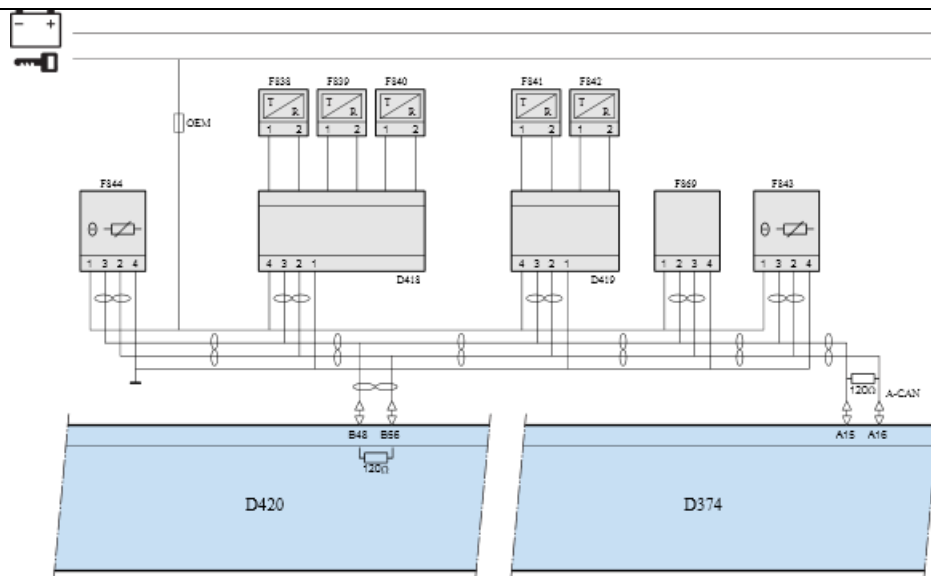 - +
F838 F839 F840 F841 F842
T R T R T R T R T R
OEM
1 2 1 2 1 2 1 2 1 2
F844 F869 F843
θ θ
1 3 2 4 4 3 2 1 D418 4 3 2 1 D419 1 2 3 4 1 3 2 4
120Ω A-CAN
B48 B56 A15 A16
120Ω
D420 D374